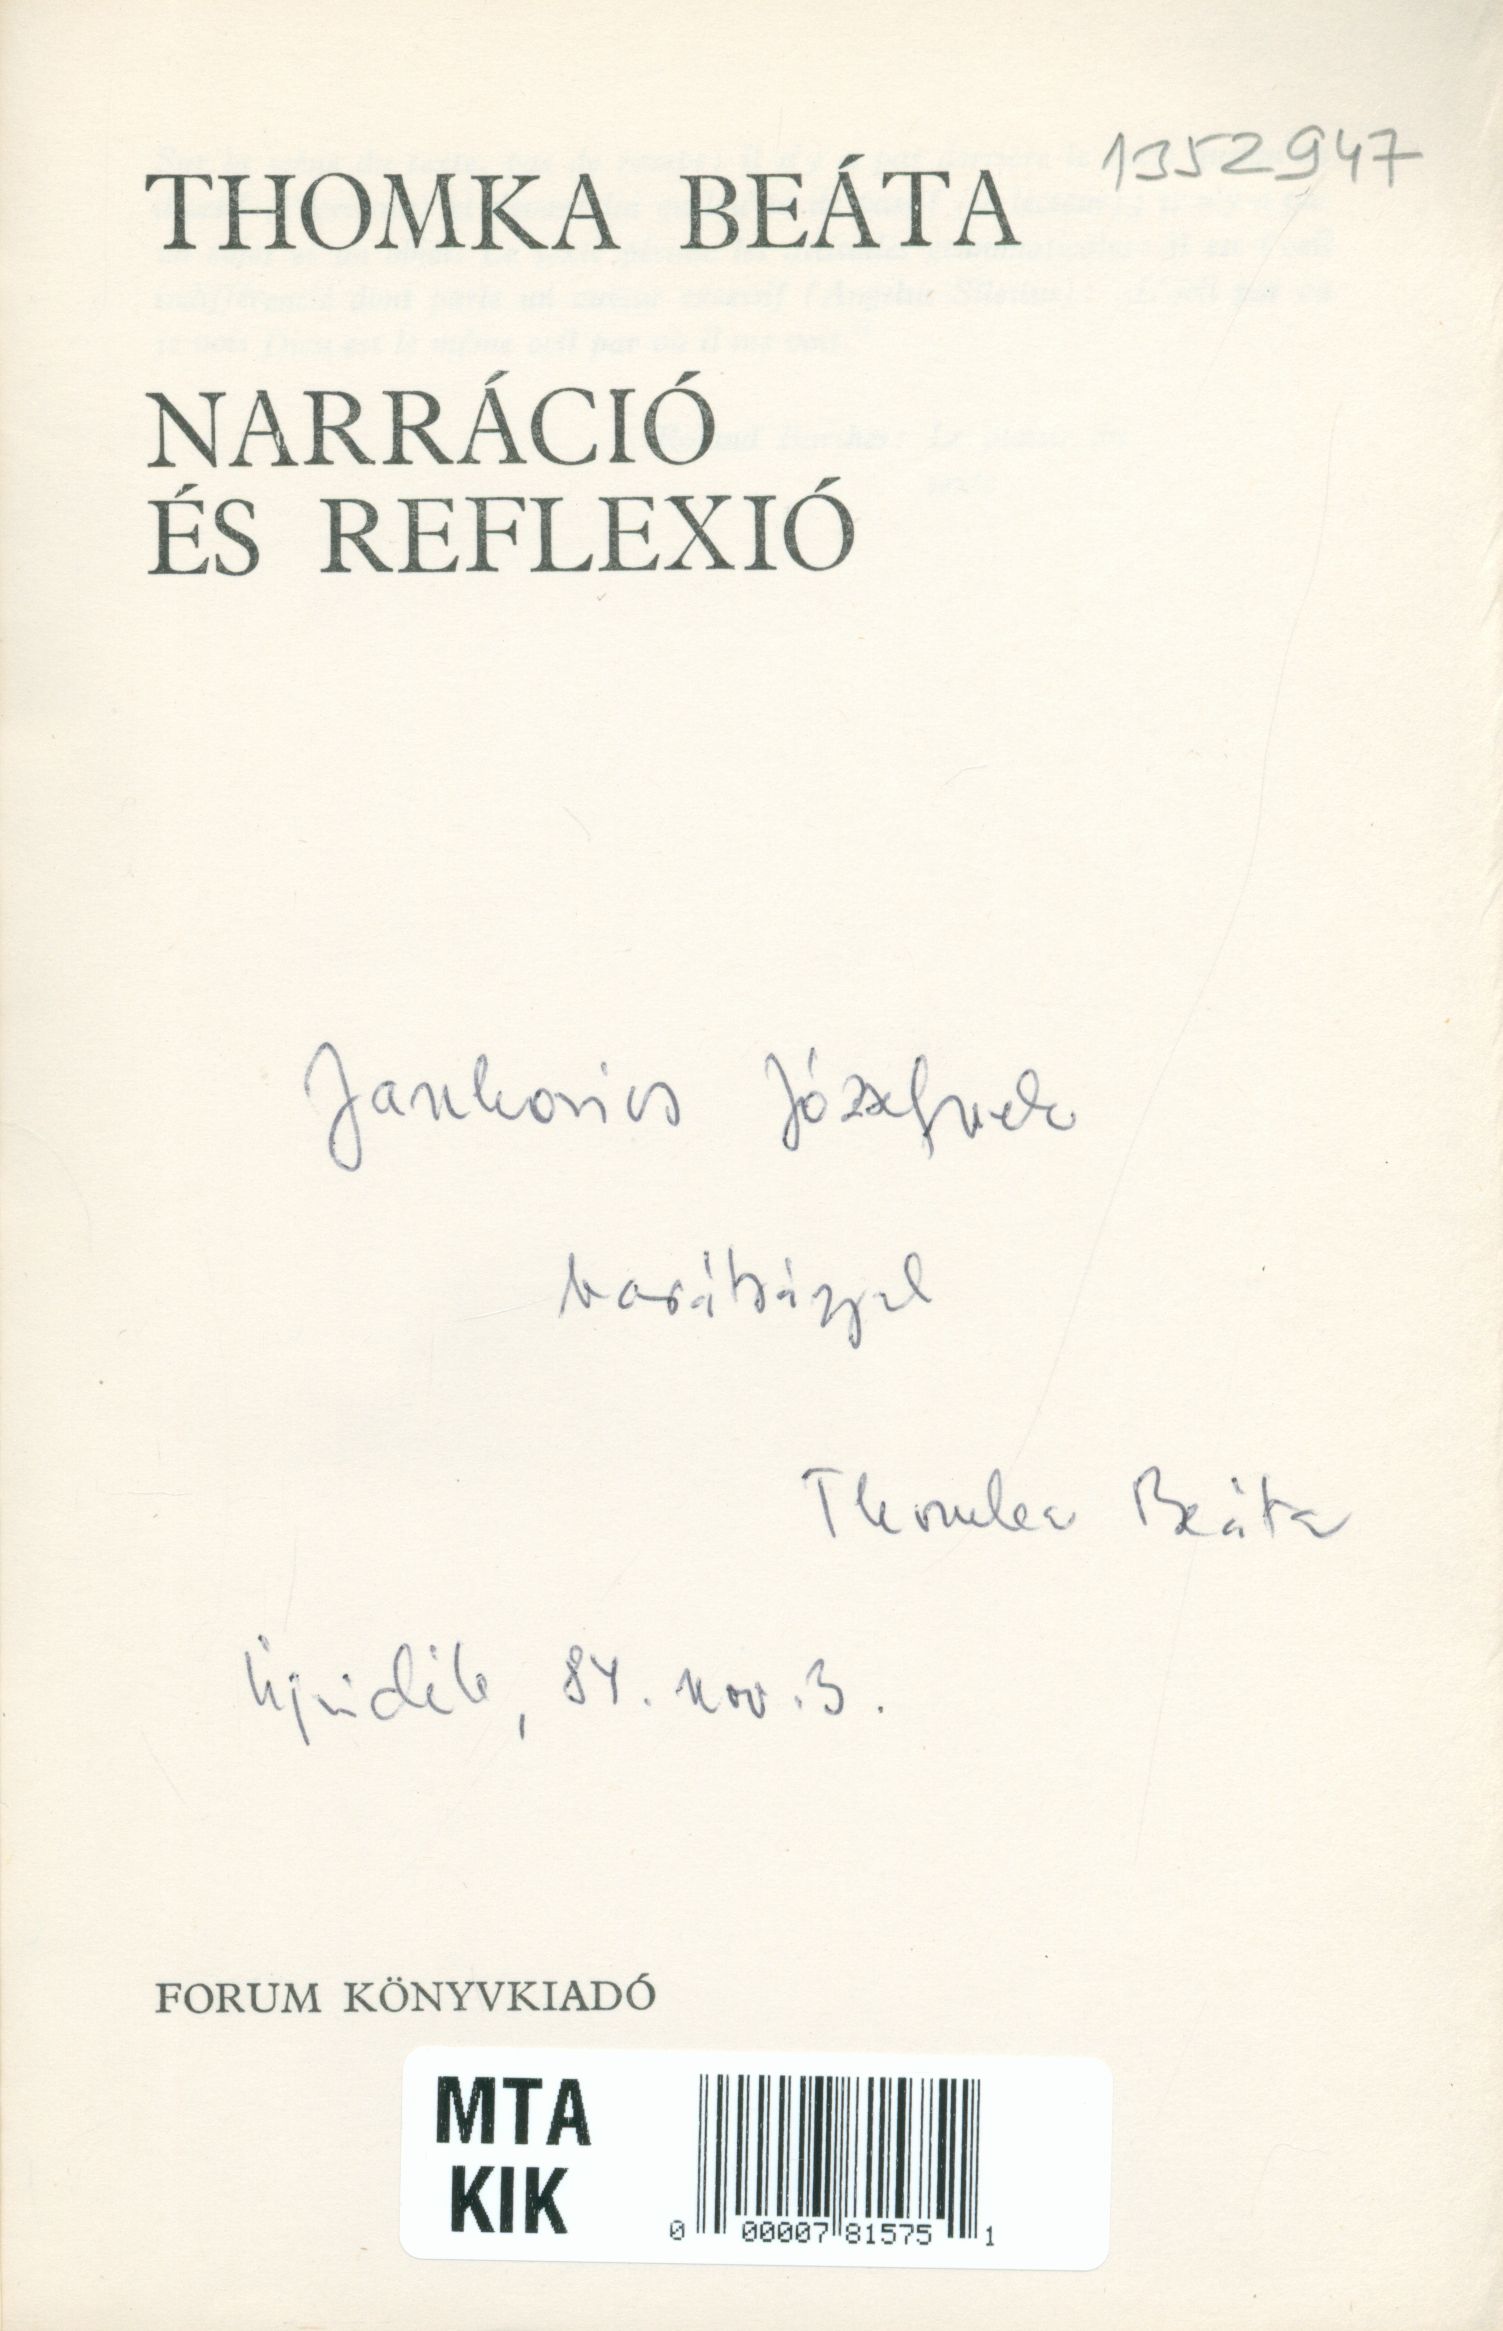 1352947
THOMKA BEÁTA
NARRÁCIÓ
ÉS REFLEXIÓ
Jankovics Józsefnek
barátsággal
Thomka Beáta
Újvidék, 84. nov. 3.
FORUM KÖNYVKIADÓ
MTA
KIK
0 00007 81575 1